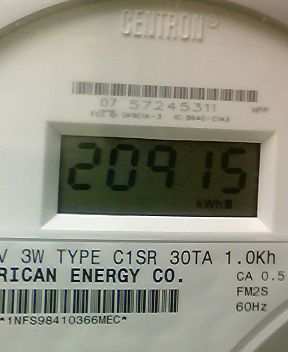 CENTRON®
07 57245311 HPP
20915
kWh
V 3W TYPE C1SR 30TA 1.0Kh
RICAN ENERGY CO. CA 0.5
FM2S
*1NFS98410366MEC* 60Hz